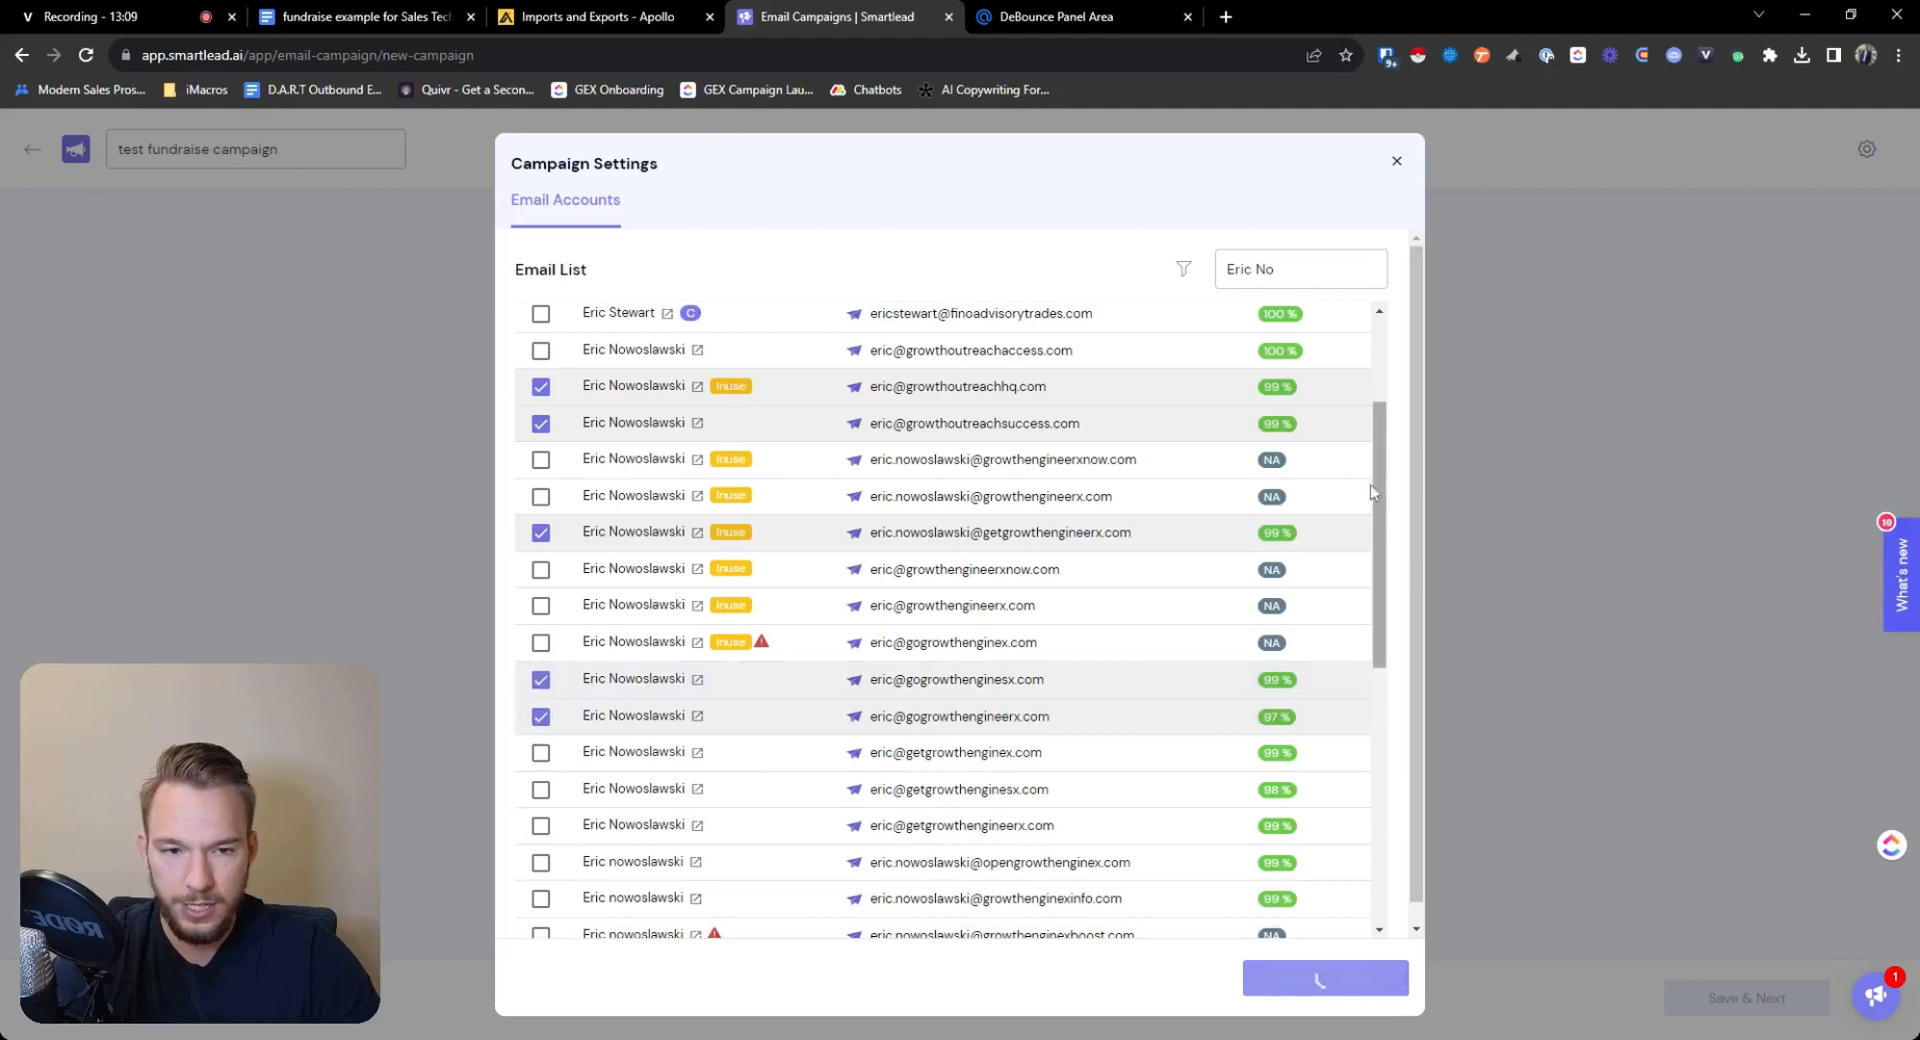 Recording - 13:09
fundraise example for Sales Tech
Imports and Exports - Apollo
Email Campaigns | Smartlead
DeBounce Panel Area
app.smartlead.ai/app/email-campaign/new-campaign
9+
Modern Sales Pros...
iMacros
D.A.R.T Outbound E...
Quivr - Get a Secon...
GEX Onboarding
GEX Campaign Lau...
Chatbots
AI Copywriting For...
test fundraise campaign
Campaign Settings
Email Accounts
Email List
Eric No
Eric Stewart C ericstewart@finoadvisorytrades.com 100 %
Eric Nowoslawski eric@growthoutreachaccess.com 100 %
Eric Nowoslawski Inuse eric@growthoutreachhq.com 99 %
Eric Nowoslawski eric@growthoutreachsuccess.com 99 %
Eric Nowoslawski Inuse eric.nowoslawski@growthengineerxnow.com NA
Eric Nowoslawski Inuse eric.nowoslawski@growthengineerx.com NA
Eric Nowoslawski Inuse eric.nowoslawski@getgrowthengineerx.com 99 %
Eric Nowoslawski Inuse eric@growthengineerxnow.com NA
Eric Nowoslawski Inuse eric@growthengineerx.com NA
Eric Nowoslawski Inuse eric@gogrowthenginex.com NA
Eric Nowoslawski eric@gogrowthenginesx.com 99 %
Eric Nowoslawski eric@gogrowthengineerx.com 97 %
Eric Nowoslawski eric@getgrowthenginex.com 99 %
Eric Nowoslawski eric@getgrowthenginesx.com 98 %
Eric Nowoslawski eric@getgrowthengineerx.com 99 %
Eric nowoslawski eric.nowoslawski@opengrowthenginex.com 99 %
Eric nowoslawski eric.nowoslawski@growthenginexinfo.com 99 %
Eric nowoslawski eric.nowoslawski@growthenginexboost.com NA
10
What's new
1
Save & Next
RØDE